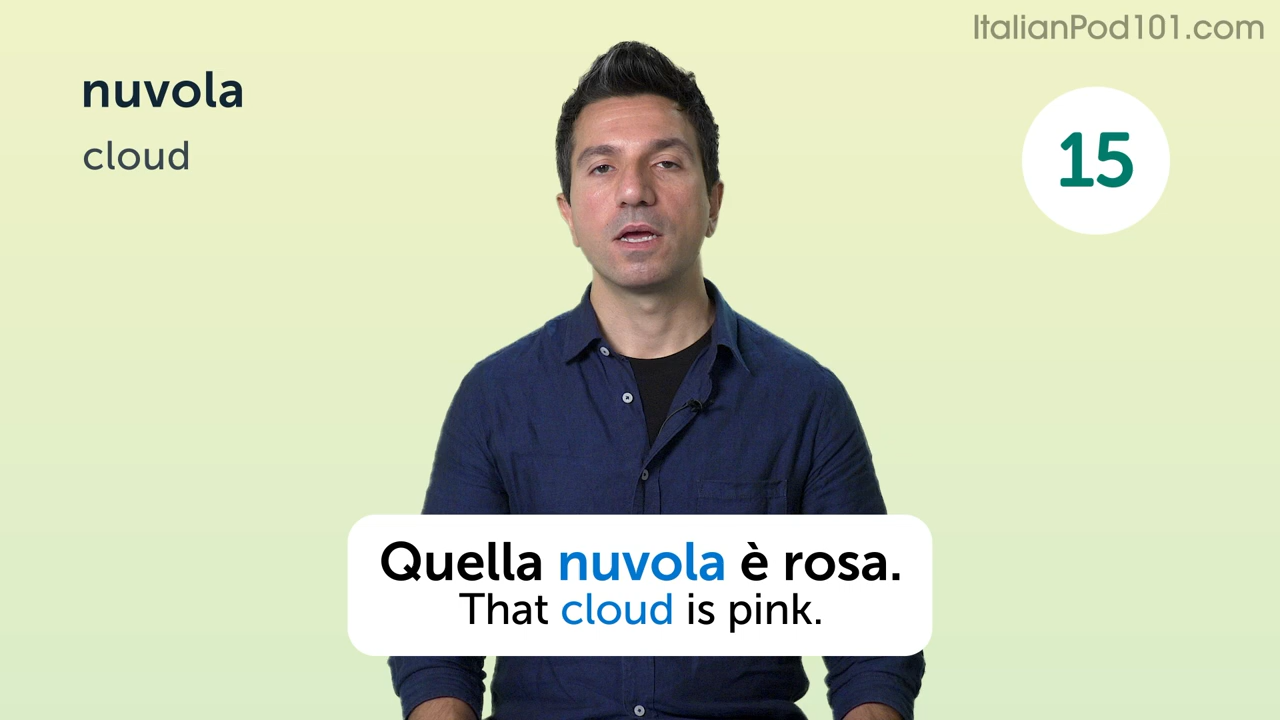 ItalianPod101.com
nuvola
cloud
15
Quella nuvola è rosa.
That cloud is pink.